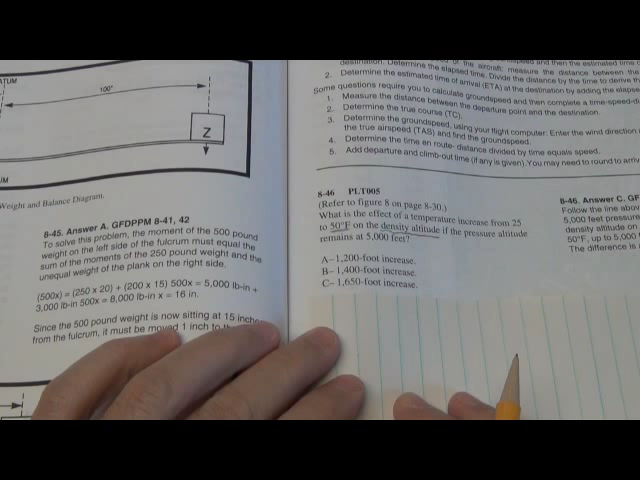 100"
Z
UM
Weight and Balance Diagram.
8-45. Answer A. GFDPPM 8-41, 42
To solve this problem, the moment of the 500 pound
weight on the left side of the fulcrum must equal the
sum of the moments of the 250 pound weight and the
unequal weight of the plank on the right side.
(500x) = (250 x 20) + (200 x 15) 500x = 5,000 lb-in +
3,000 lb-in 500x = 8,000 lb-in x = 16 in.
Since the 500 pound weight is now sitting at 15 inches
from the fulcrum, it must be moved 1 inch to
destination. Determine the elapsed time. Divide the distance by the time to derive
2. Determine the estimated time of arrival (ETA) at the destination by adding the elapse
Some questions require you to calculate groundspeed and then complete a time-speed-di
1. Measure the distance between the departure point and the destination.
2. Determine the true course (TC).
3. Determine the groundspeed, using your flight computer. Enter the wind direction
the true airspeed (TAS) and find the groundspeed.
4. Determine the time en route- distance divided by time equals speed.
5. Add departure and climb-out time (if any is given). You may need to round to arri
8-46 PLT005
(Refer to figure 8 on page 8-30.)
What is the effect of a temperature increase from 25
to 50°F on the density altitude if the pressure altitude
remains at 5,000 feet?
A– 1,200-foot increase.
B– 1,400-foot increase.
C– 1,650-foot increase.
8-46. Answer C. GF
Follow the line above
5,000 feet pressure
density altitude on
50°F, up to 5,000 f
The difference is